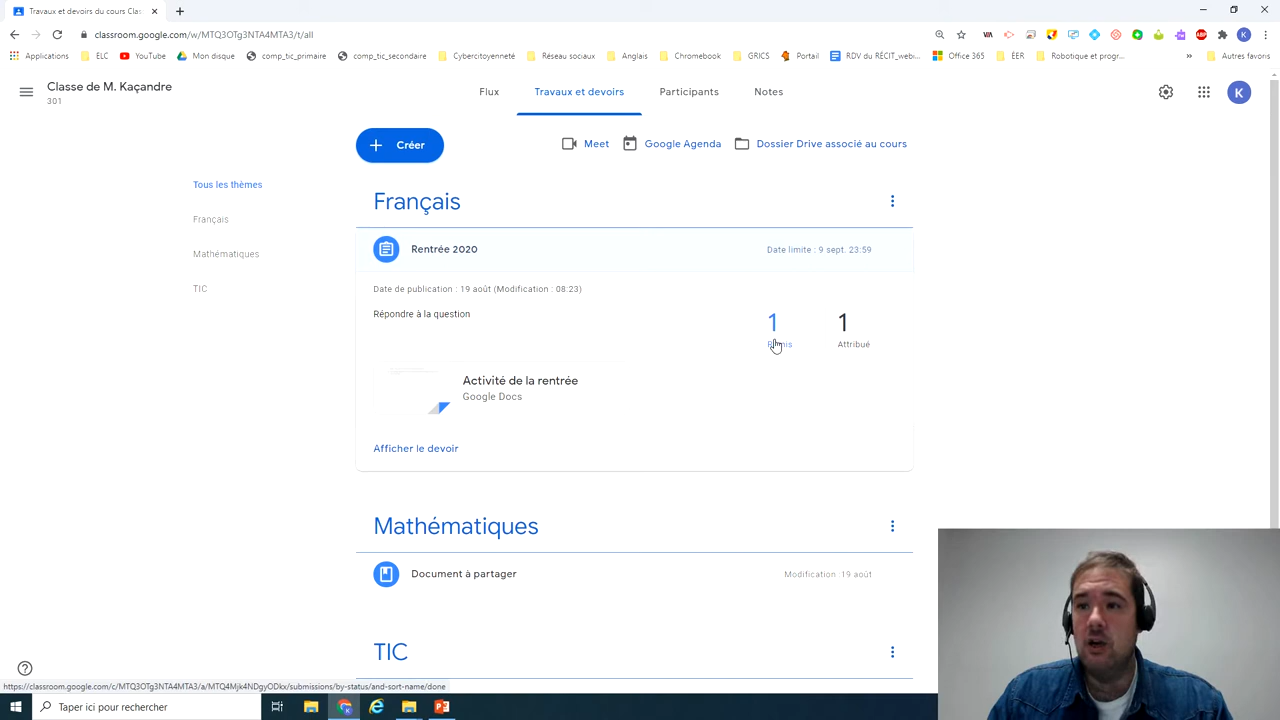 Travaux et devoirs du cours Clas
classroom.google.com/w/MTQ3OTg3NTA4MTA3/t/all
Applications ELC YouTube Mon disque comp_tic_primaire comp_tic_secondaire Cybercitoyenneté Réseau sociaux Anglais Chromebook GRICS Portail RDV du RÉCIT_web... Office 365 ÉER Robotique et progr... » Autres favoris
Classe de M. Kaçandre
301
Flux Travaux et devoirs Participants Notes
K
Créer
Meet Google Agenda Dossier Drive associé au cours
Tous les thèmes
Français
Mathématiques
TIC
Français
Rentrée 2020 Date limite : 9 sept. 23:59
Date de publication : 19 août (Modification : 08:23)
Répondre à la question
1 1
Attribué
Activité de la rentrée
Google Docs
Afficher le devoir
Mathématiques
Document à partager Modification :19 août
TIC
https://classroom.google.com/c/MTQ3OTg3NTA4MTA3/a/MTQ4Mjk4NDgyODkx/submissions/by-status/and-sort-name/done
Taper ici pour rechercher